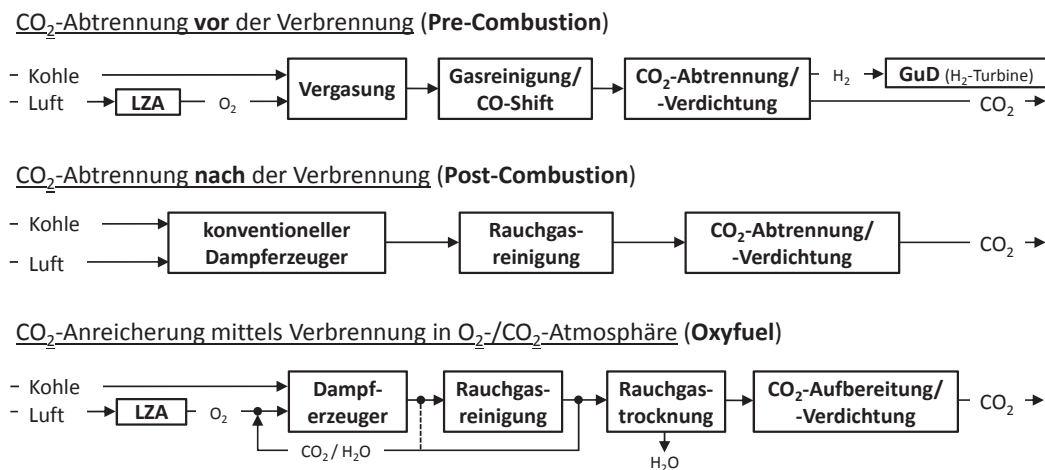 CO₂-Abtrennung vor der Verbrennung (Pre-Combustion)
Kohle
Luft
LZA
O₂
Vergasung
Gasreinigung/
CO-Shift
CO₂-Abtrennung/
-Verdichtung
H₂
GuD (H₂-Turbine)
CO₂
CO₂-Abtrennung nach der Verbrennung (Post-Combustion)
Kohle
Luft
konventioneller
Dampferzeuger
Rauchgas-
reinigung
CO₂-Abtrennung/
-Verdichtung
CO₂
CO₂-Anreicherung mittels Verbrennung in O₂-/CO₂-Atmosphäre (Oxyfuel)
Kohle
Luft
LZA
O₂
Dampf-
erzeuger
Rauchgas-
reinigung
Rauchgas-
trocknung
CO₂-Aufbereitung/
-Verdichtung
CO₂
CO₂ / H₂O
H₂O